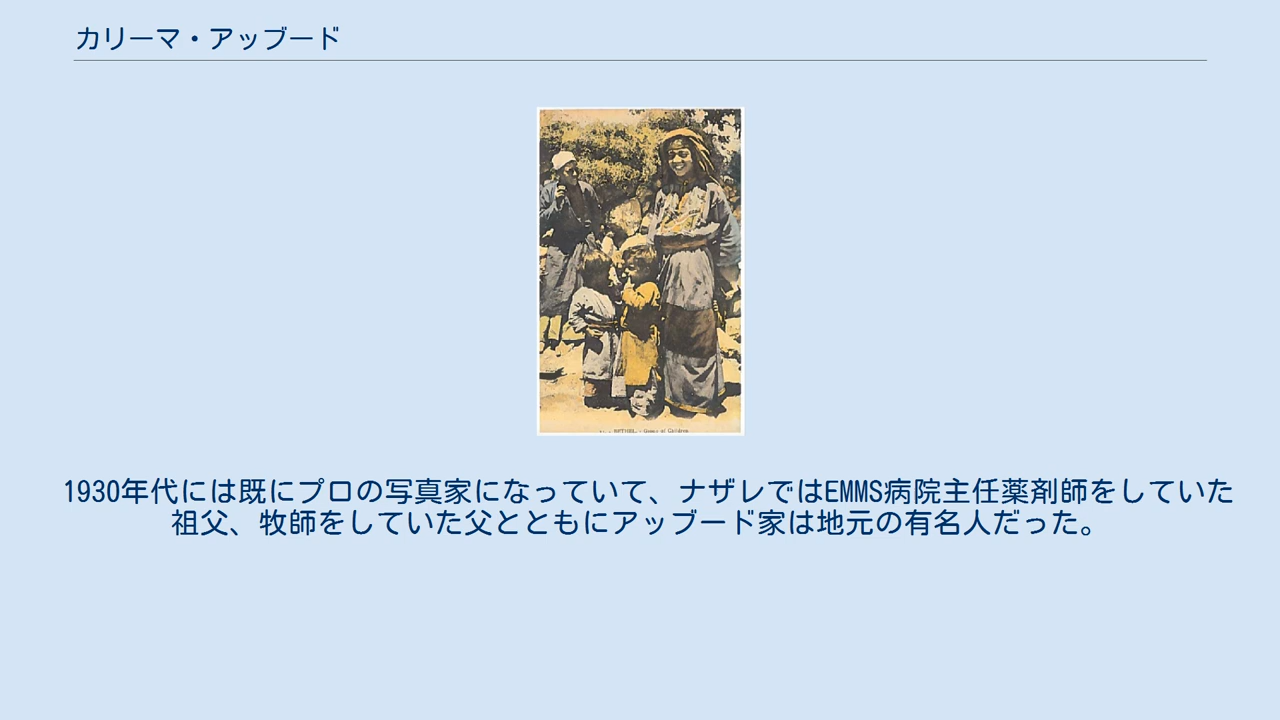 カリーマ・アッブード
BETHEL. - Group of Children
1930年代には既にプロの写真家になっていて、ナザレではEMMS病院主任薬剤師をしていた
祖父、牧師をしていた父とともにアッブード家は地元の有名人だった。